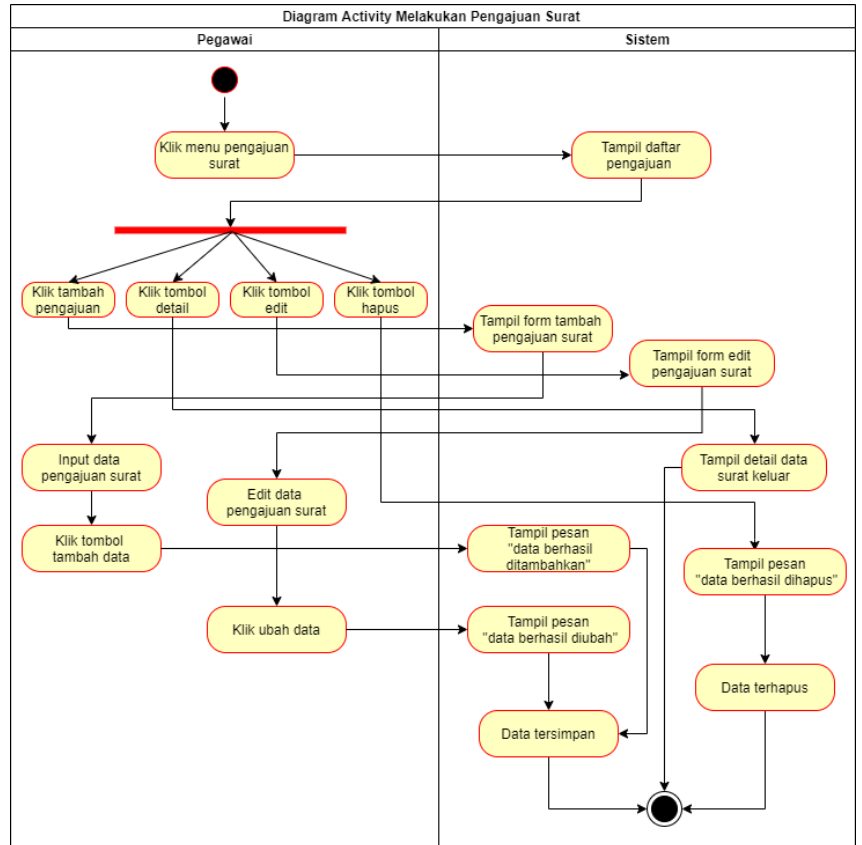 Diagram Activity Melakukan Pengajuan Surat
Pegawai
Sistem
Klik menu pengajuan
surat
Tampil daftar
pengajuan
Klik tambah
pengajuan
Klik tombol
detail
Klik tombol
edit
Klik tombol
hapus
Tampil form tambah
pengajuan surat
Tampil form edit
pengajuan surat
Input data
pengajuan surat
Edit data
pengajuan surat
Tampil detail data
surat keluar
Klik tombol
tambah data
Tampil pesan
"data berhasil
ditambahkan"
Tampil pesan
"data berhasil dihapus"
Klik ubah data
Tampil pesan
"data berhasil diubah"
Data terhapus
Data tersimpan